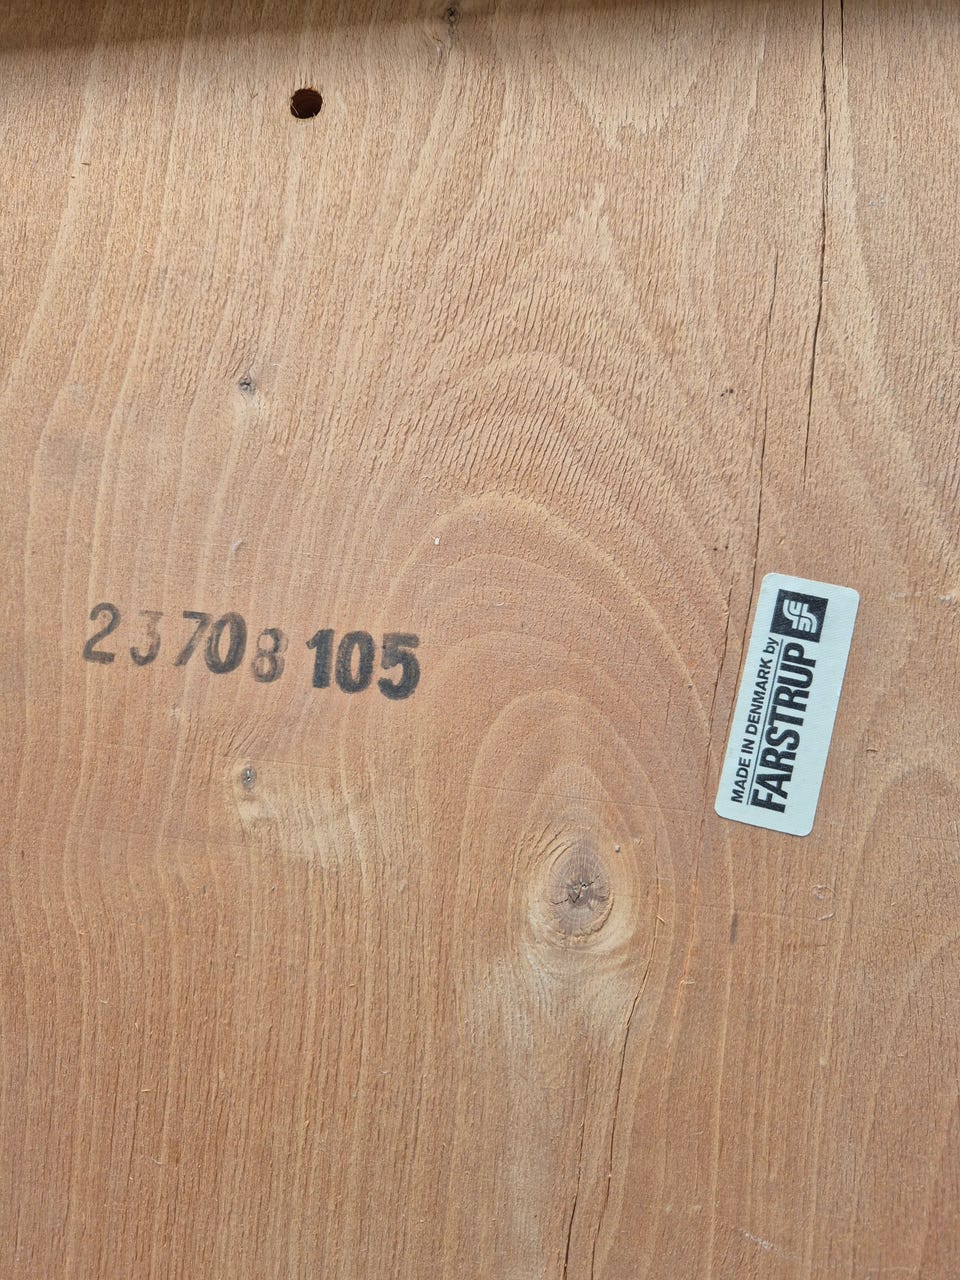 23708 105
MADE IN DENMARK by
FARSTRUP